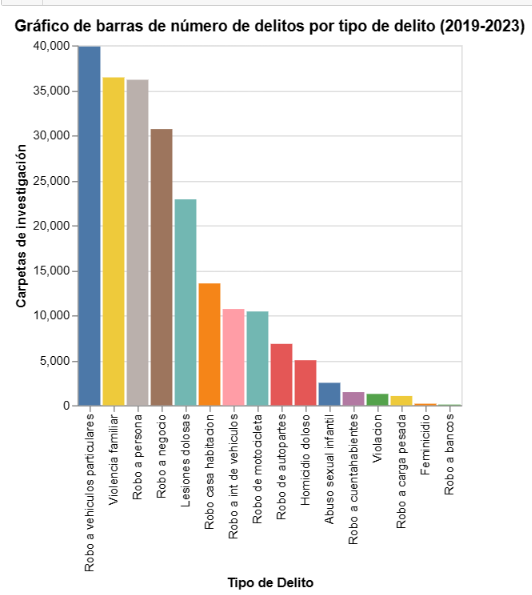 Gráfico de barras de número de delitos por tipo de delito (2019-2023)
Carpetas de investigación
40,000
35,000
30,000
25,000
20,000
15,000
10,000
5,000
0
Robo a vehiculos particulares
Violencia familiar
Robo a persona
Robo a negocio
Lesiones dolosas
Robo casa habitacion
Robo a int de vehiculos
Robo de motocicleta
Robo de autopartes
Homicidio doloso
Abuso sexual infantil
Robo a cuentahabientes
Violacion
Robo a carga pesada
Feminicidio
Robo a bancos
Tipo de Delito